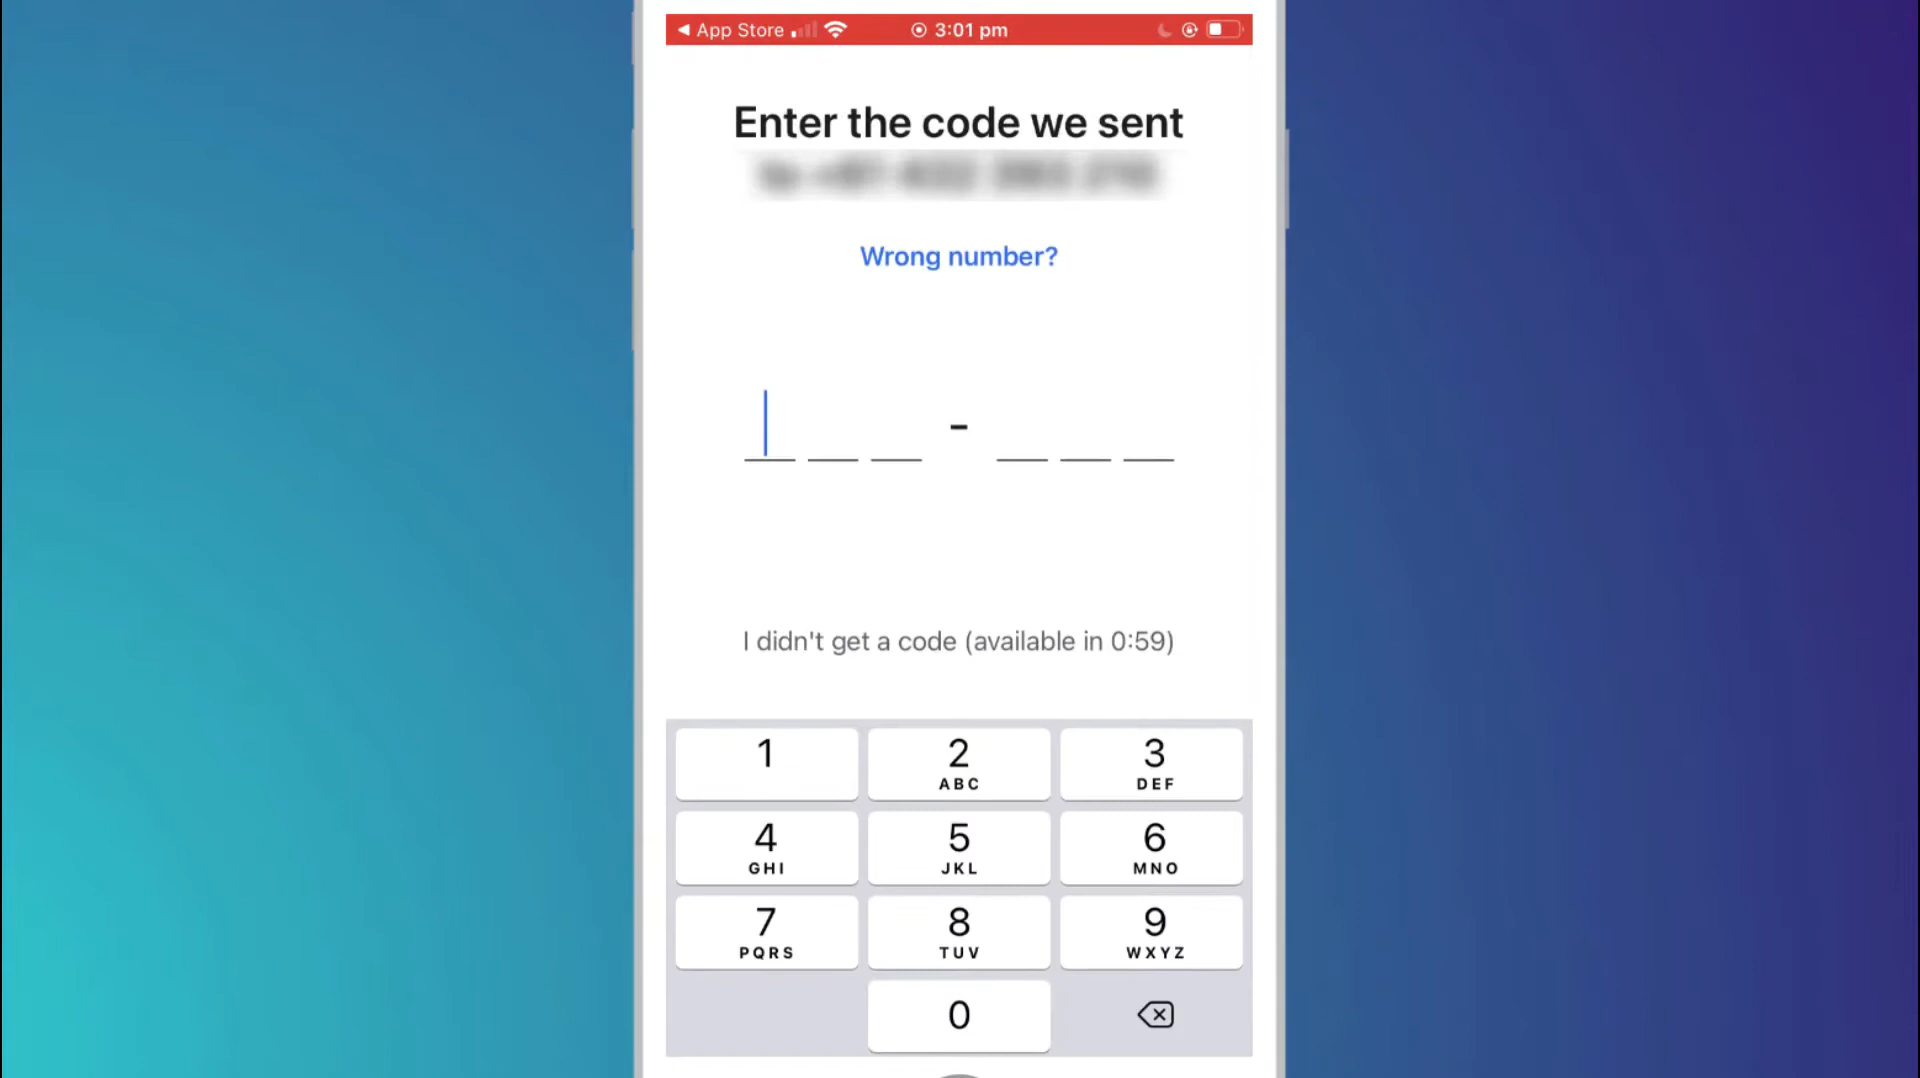 App Store 3:01 pm
Enter the code we sent
Wrong number?
-
I didn't get a code (available in 0:59)
1 2 3
ABC DEF
4 5 6
GHI JKL MNO
7 8 9
PQRS TUV WXYZ
0